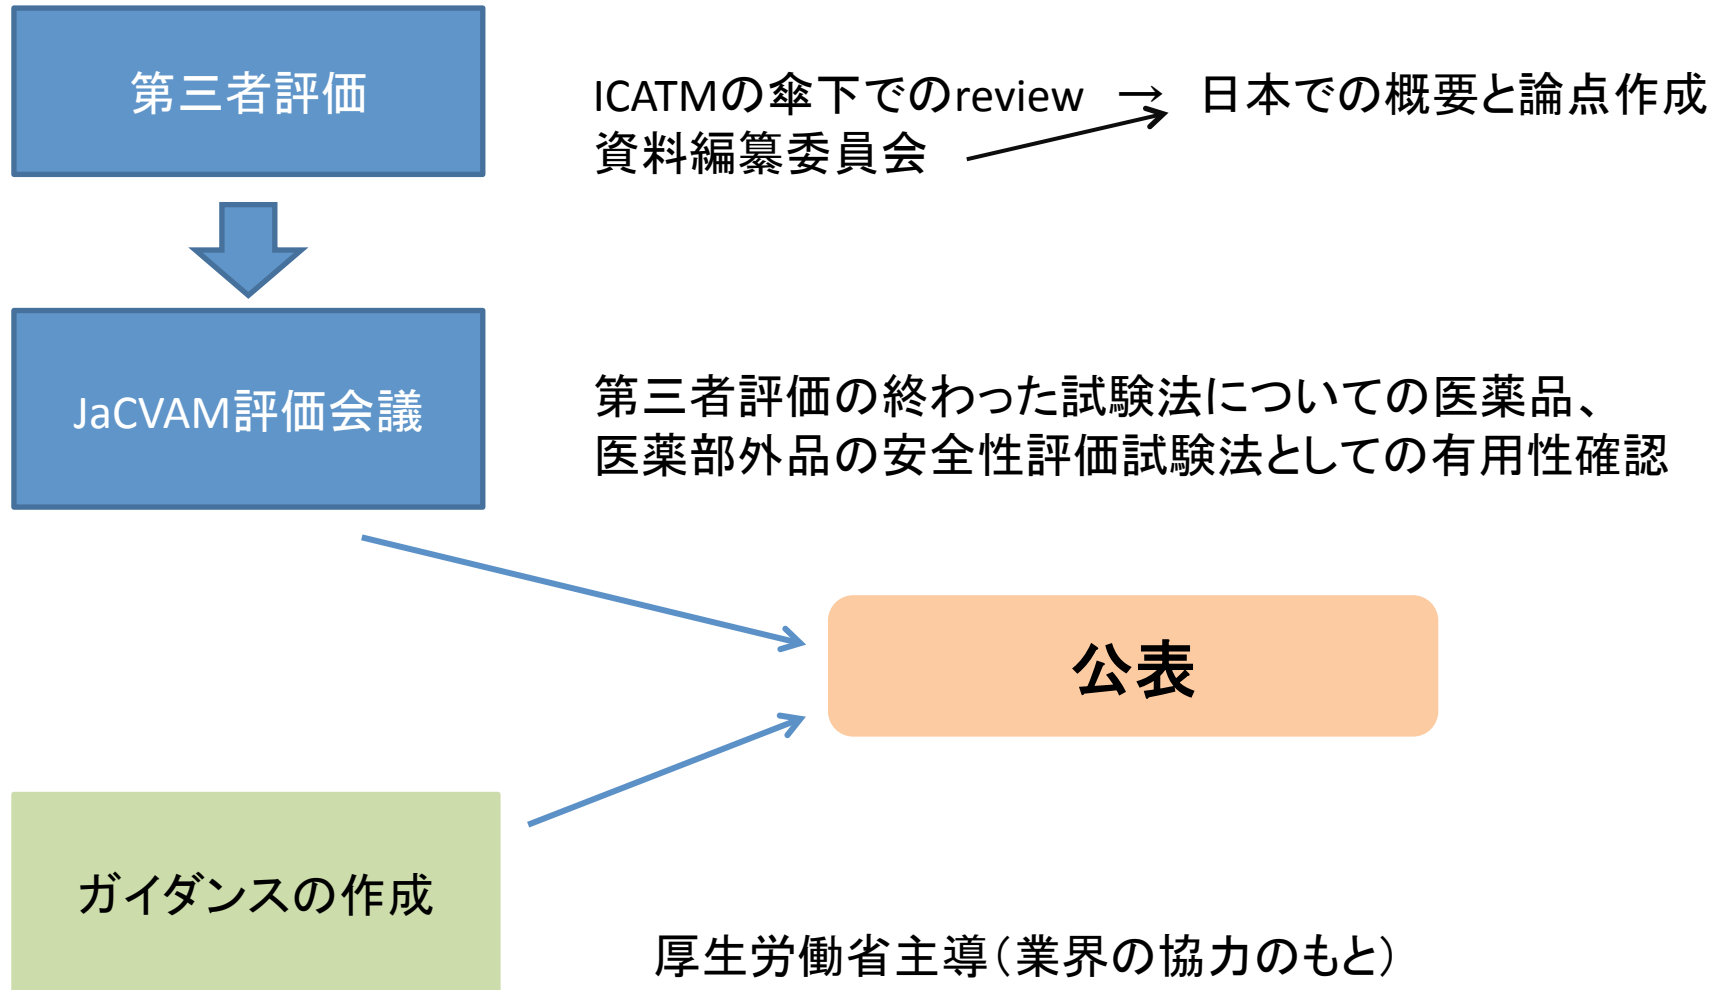 第三者評価
ICATMの傘下でのreview → 日本での概要と論点作成
資料編纂委員会
JaCVAM評価会議
第三者評価の終わった試験法についての医薬品、
医薬部外品の安全性評価試験法としての有用性確認
公表
ガイダンスの作成
厚生労働省主導（業界の協力のもと）